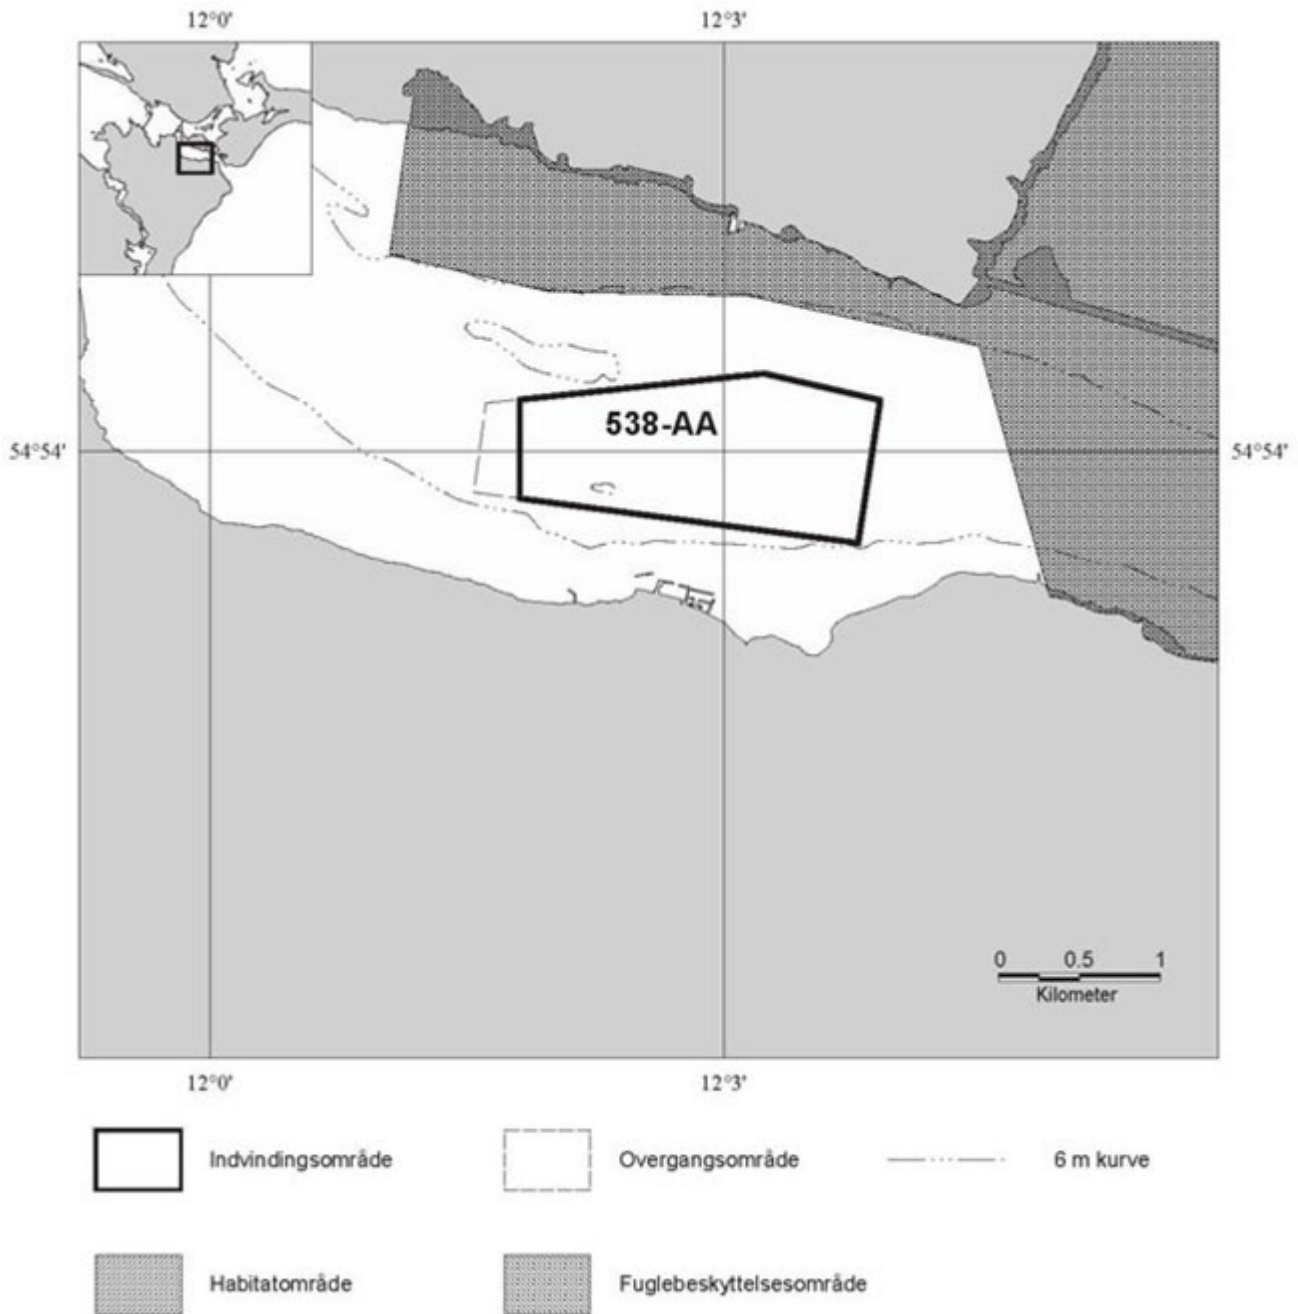 12°0' 12°3'
538-AA
54°54' 54°54'
0 0.5 1
Kilometer
12°0' 12°3'
Indvindingsområde Overgangsområde 6 m kurve
Habitatområde Fuglebeskyttelsesområde